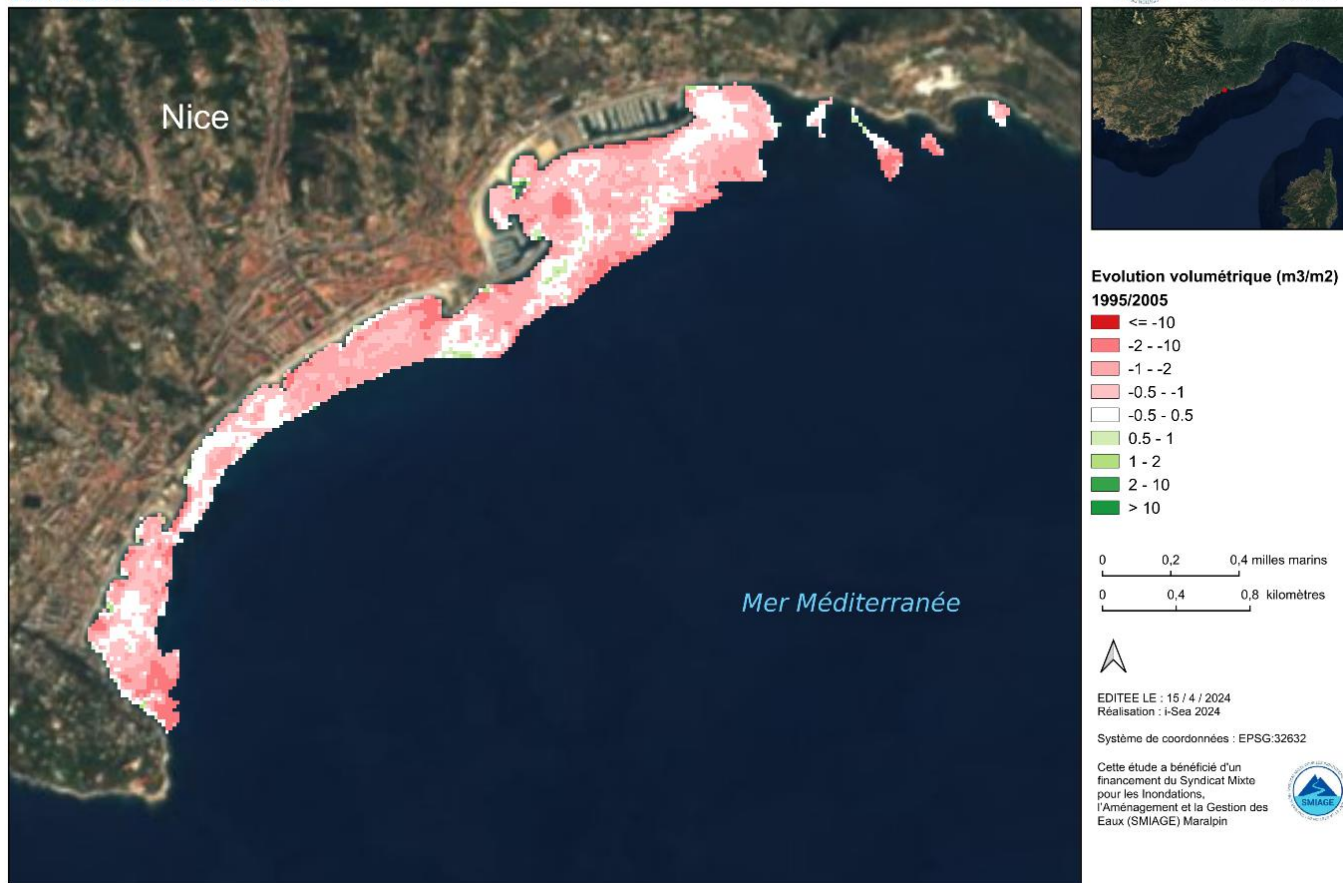 Nice
Mer Méditerranée
Evolution volumétrique (m3/m2)
1995/2005
<= -10
-2 - -10
-1 - -2
-0.5 - -1
-0.5 - 0.5
0.5 - 1
1 - 2
2 - 10
> 10
0 0,2 0,4 milles marins
0 0,4 0,8 kilomètres
EDITEE LE : 15 / 4 / 2024
Réalisation : i-Sea 2024
Système de coordonnées : EPSG:32632
Cette étude a bénéficié d'un
financement du Syndicat Mixte
pour les Inondations,
l'Aménagement et la Gestion des
Eaux (SMIAGE) Maralpin
SMIAGE